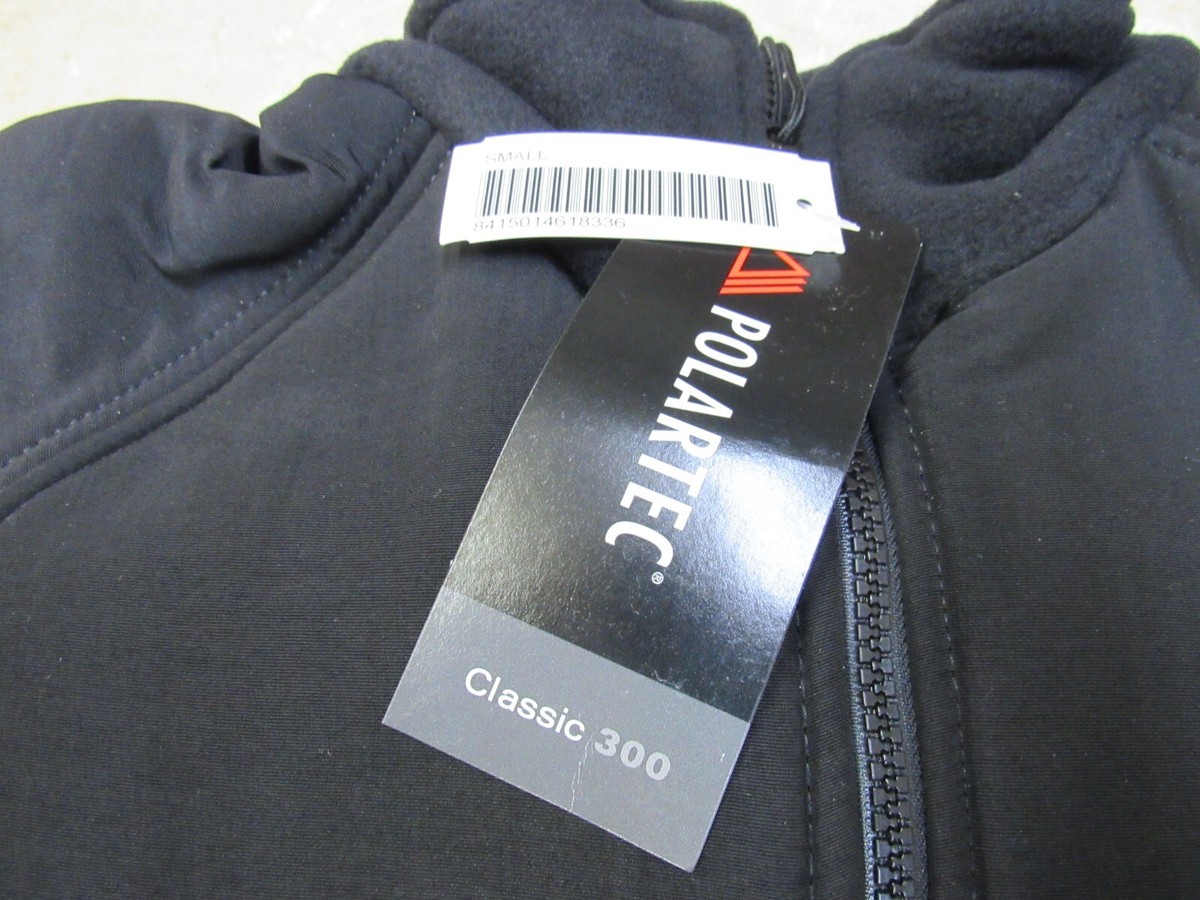 SMALL
8415014618336
POLARTEC®
Classic 300